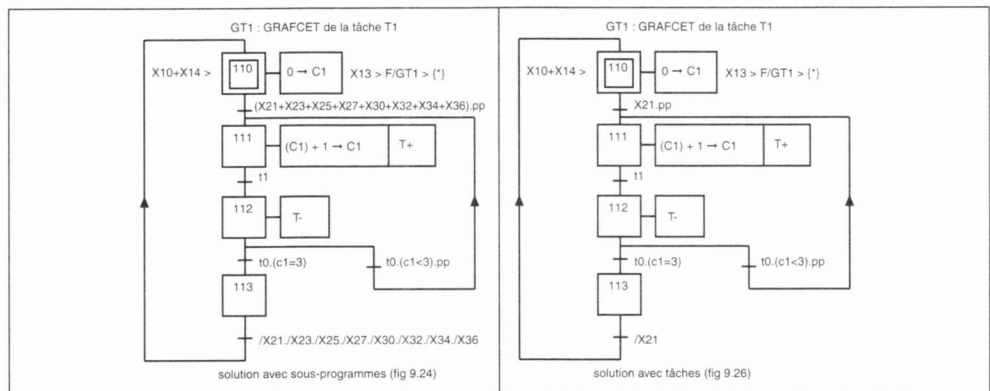 GT1 : GRAFCET de la tâche T1
X10+X14 >
110
0 → C1
X13 > F/GT1 > {*}
(X21+X23+X25+X27+X30+X32+X34+X36).pp
111
(C1) + 1 → C1
T+
t1
112
T-
t0.(c1=3)
t0.(c1<3).pp
113
/X21./X23./X25./X27./X30./X32./X34./X36
solution avec sous-programmes (fig 9.24)
GT1 : GRAFCET de la tâche T1
X10+X14 >
110
0 → C1
X13 > F/GT1 > {*}
X21.pp
111
(C1) + 1 → C1
T+
t1
112
T-
t0.(c1=3)
t0.(c1<3).pp
113
/X21
solution avec tâches (fig 9.26)